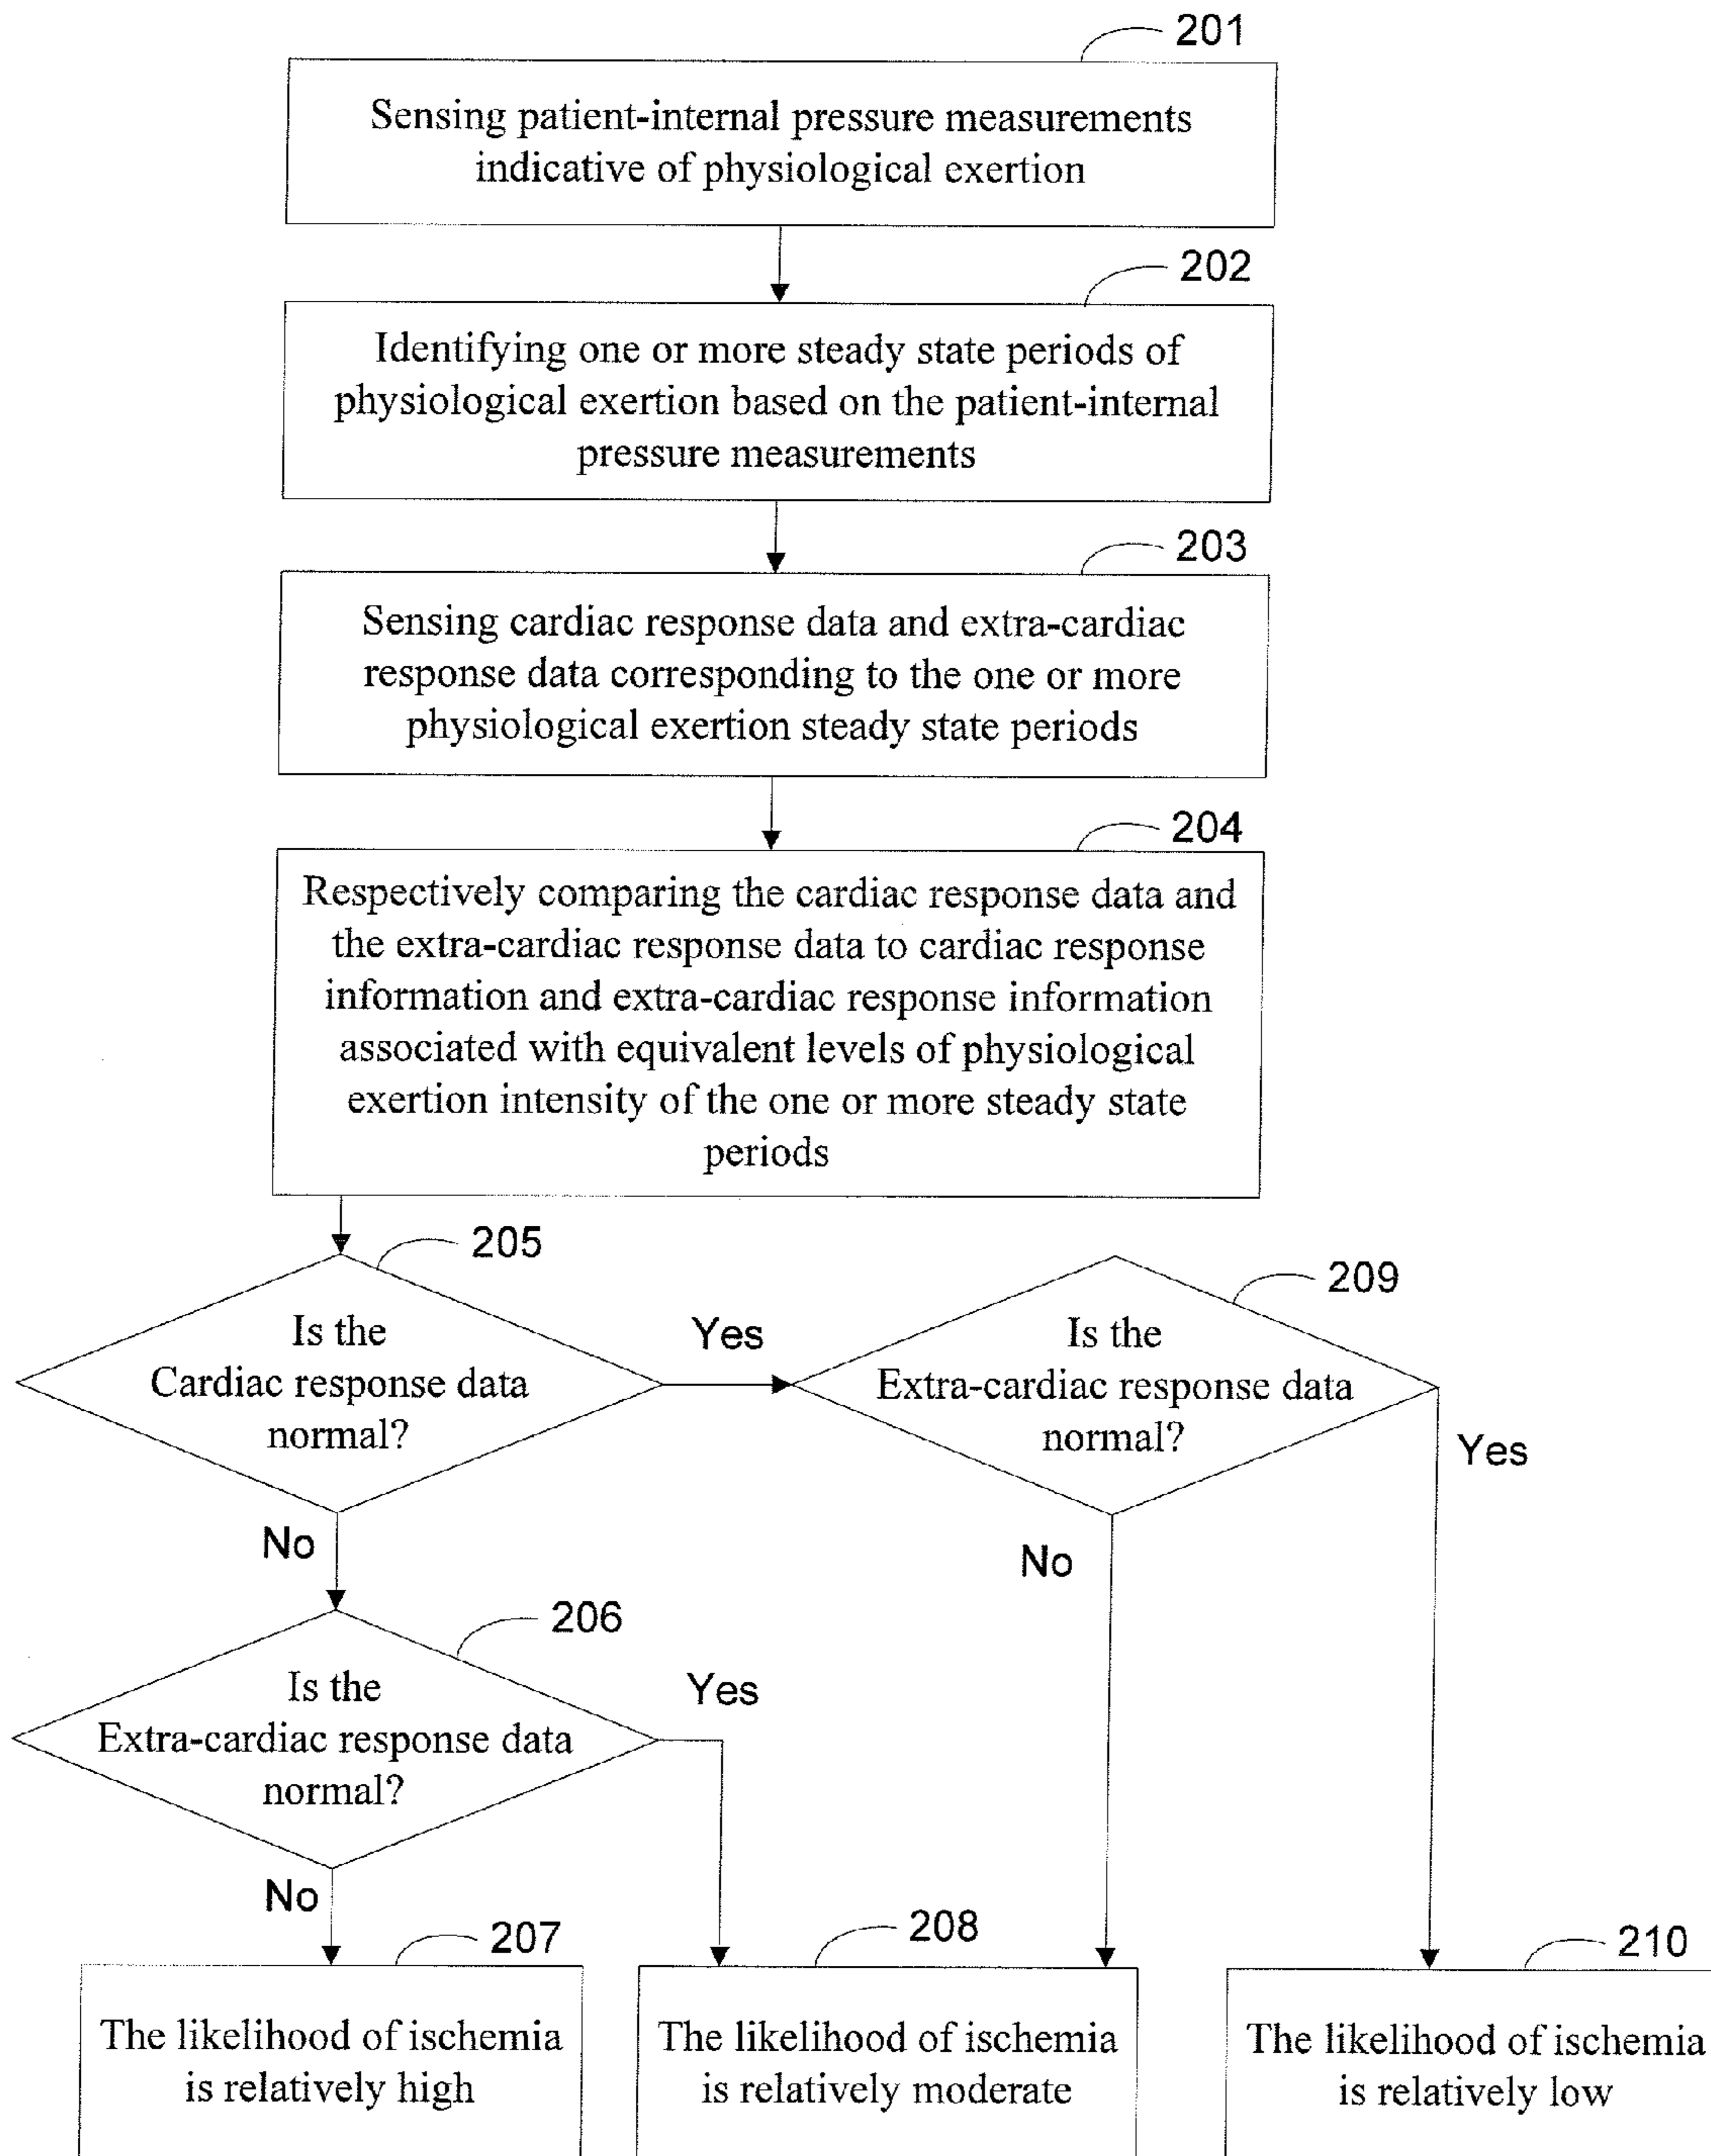 201
Sensing patient-internal pressure measurements
indicative of physiological exertion
202
Identifying one or more steady state periods of
physiological exertion based on the patient-internal
pressure measurements
203
Sensing cardiac response data and extra-cardiac
response data corresponding to the one or more
physiological exertion steady state periods
204
Respectively comparing the cardiac response data and
the extra-cardiac response data to cardiac response
information and extra-cardiac response information
associated with equivalent levels of physiological
exertion intensity of the one or more steady state
periods
205
Is the
Cardiac response data
normal?
Yes
209
Is the
Extra-cardiac response data
normal?
Yes
No
No
206
Is the
Extra-cardiac response data
normal?
Yes
No
207
The likelihood of ischemia
is relatively high
208
The likelihood of ischemia
is relatively moderate
210
The likelihood of ischemia
is relatively low